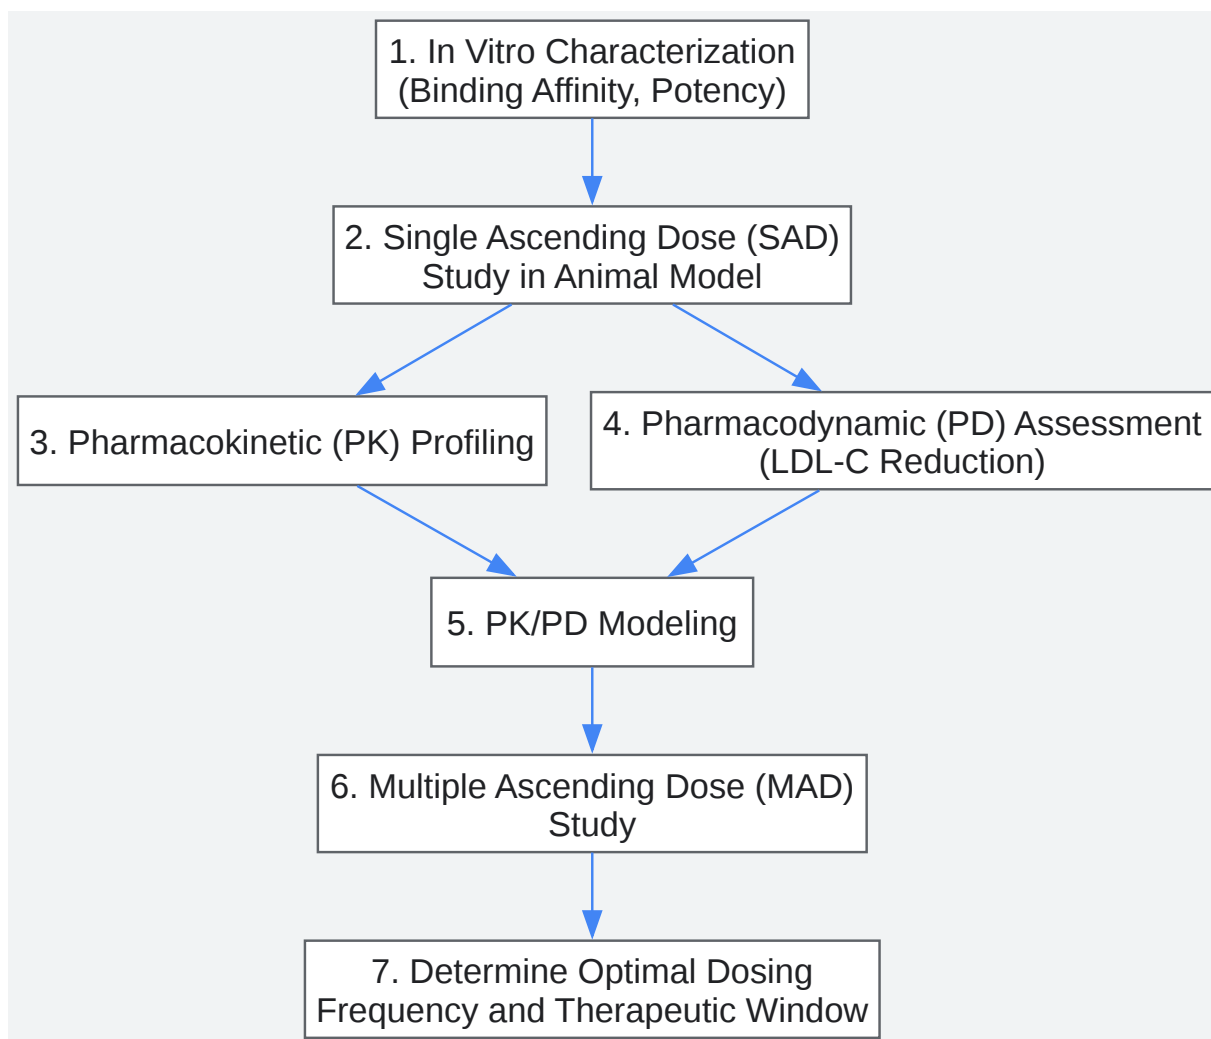 1. In Vitro Characterization
(Binding Affinity, Potency)
2. Single Ascending Dose (SAD)
Study in Animal Model
3. Pharmacokinetic (PK) Profiling
4. Pharmacodynamic (PD) Assessment
(LDL-C Reduction)
5. PK/PD Modeling
6. Multiple Ascending Dose (MAD)
Study
7. Determine Optimal Dosing
Frequency and Therapeutic Window